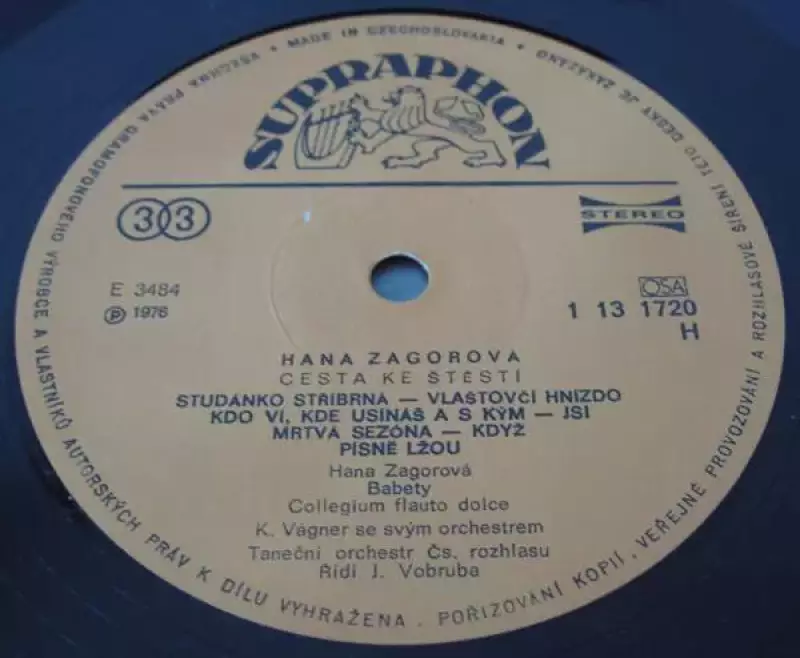 VŠECHNA PRÁVA GRAMOFONOVÉHO VÝROBCE A VLASTNÍKŮ AUTORSKÝCH PRÁV K DÍLU VYHRAŽENA. POŘIZOVÁNÍ KOPIÍ, VEŘEJNÉ PROVOZOVÁNÍ A ROZHLASOVÉ ŠÍŘENÍ TÉTO DESKY JE ZAKÁZÁNO • MADE IN CZECHOSLOVAKIA •
SUPRAPHON
33
STEREO
E 3484
Ⓟ 1976
OSA
1 13 1720
H
HANA ZAGOROVÁ
CESTA KE ŠTĚSTÍ
STUDÁNKO STŘÍBRNÁ — VLAŠTOVČÍ HNÍZDO
KDO VÍ, KDE USÍNÁŠ A S KÝM — JSI
MRTVÁ SEZÓNA — KDYŽ
PÍSNĚ LŽOU
Hana Zagorová
Babety
Collegium flauto dolce
K. Vágner se svým orchestrem
Taneční orchestr Čs. rozhlasu
Řídí J. Vobruba